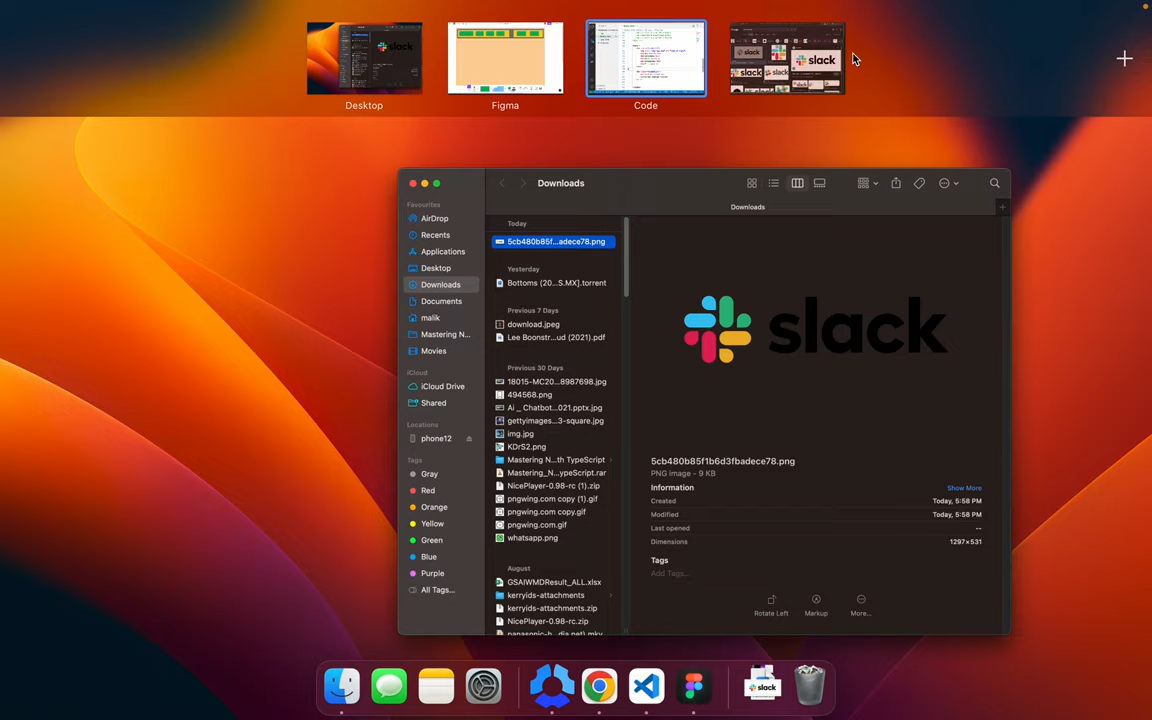 Desktop
Figma
Code
Downloads
Downloads
Favourites
AirDrop
Recents
Applications
Desktop
Downloads
Documents
malik
Mastering N...
Movies
iCloud
iCloud Drive
Shared
Locations
phone12
Tags
Gray
Red
Orange
Yellow
Green
Blue
Purple
All Tags...
Today
5cb480b85f...adece78.png
Yesterday
Bottoms (20...S.MX].torrent
Previous 7 Days
download.jpeg
Lee Boonstr...ud (2021).pdf
Previous 30 Days
18015-MC20...8987698.jpg
494568.png
Ai _ Chatbot...021.pptx.jpg
gettyimages...3-square.jpg
img.jpg
KDrS2.png
Mastering N...th TypeScript
Mastering_N...ypeScript.rar
NicePlayer-0.98-rc (1).zip
pngwing.com copy (1).gif
pngwing.com copy.gif
pngwing.com.gif
whatsapp.png
August
GSAIWMDResult_ALL.xlsx
kerryids-attachments
kerryids-attachments.zip
NicePlayer-0.98-rc.zip
slack
5cb480b85f1b6d3fbadece78.png
PNG image - 9 KB
Information
Show More
Created
Today, 5:58 PM
Modified
Today, 5:58 PM
Last opened
--
Dimensions
1297×531
Tags
Add Tags...
Rotate Left
Markup
More...
slack